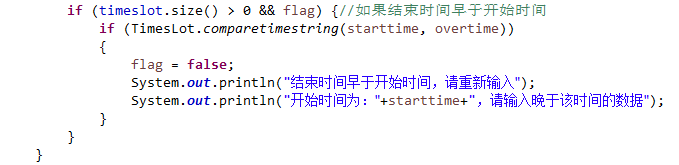 if (timeslot.size() > 0 && flag) {//如果结束时间早于开始时间
if (TimesLot.comparetimestring(starttime, overtime))
{
flag = false;
System.out.println("结束时间早于开始时间，请重新输入");
System.out.println("开始时间为："+starttime+"，请输入晚于该时间的数据");
}
}
}